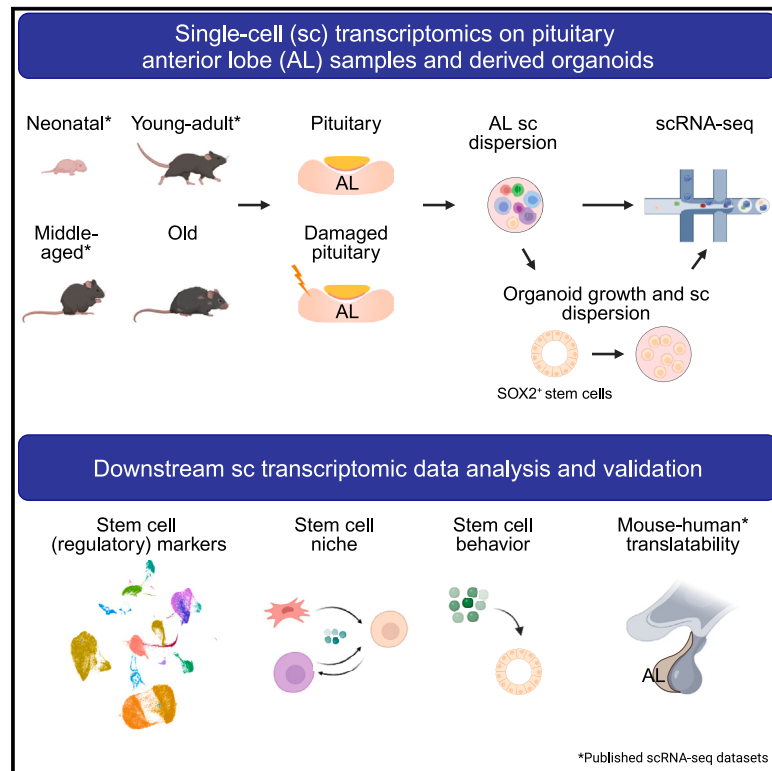 Single-cell (sc) transcriptomics on pituitary
anterior lobe (AL) samples and derived organoids
Neonatal*
Young-adult*
Pituitary
AL sc
dispersion
scRNA-seq
AL
Middle-
aged*
Old
Damaged
pituitary
AL
Organoid growth and sc
dispersion
SOX2+ stem cells
Downstream sc transcriptomic data analysis and validation
Stem cell
(regulatory) markers
Stem cell
niche
Stem cell
behavior
Mouse-human*
translatability
AL
*Published scRNA-seq datasets